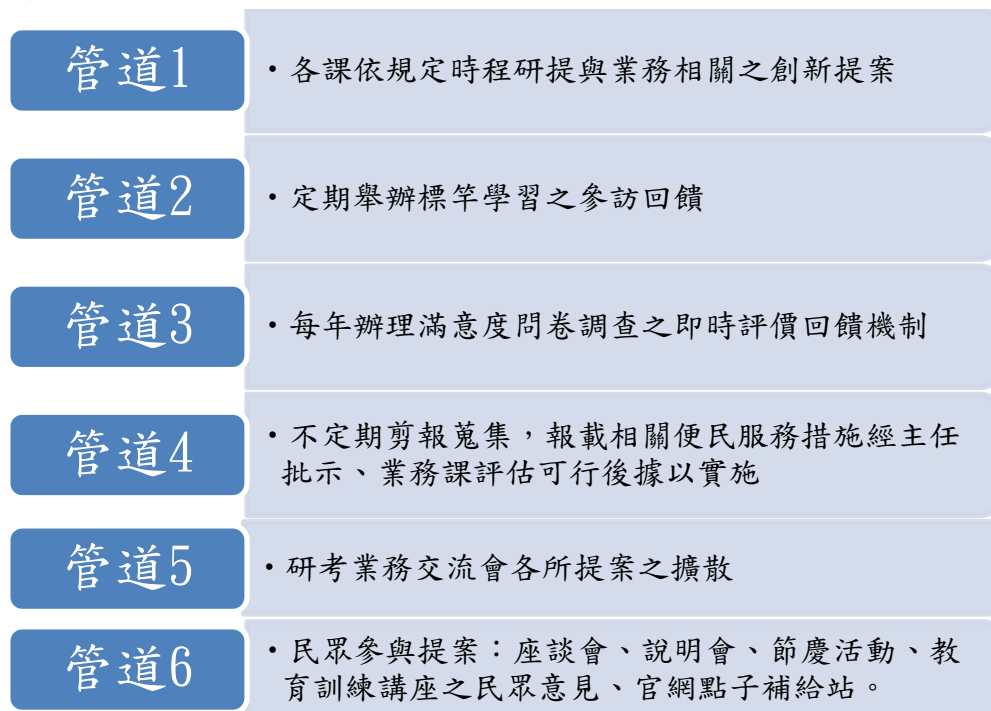 管道1
・各課依規定時程研提與業務相關之創新提案
管道2
・定期舉辦標竿學習之參訪回饋
管道3
・每年辦理滿意度問卷調查之即時評價回饋機制
管道4
・不定期剪報蒐集，報載相關便民服務措施經主任
批示、業務課評估可行後據以實施
管道5
・研考業務交流會各所提案之擴散
管道6
・民眾參與提案：座談會、說明會、節慶活動、教
育訓練講座之民眾意見、官網點子補給站。